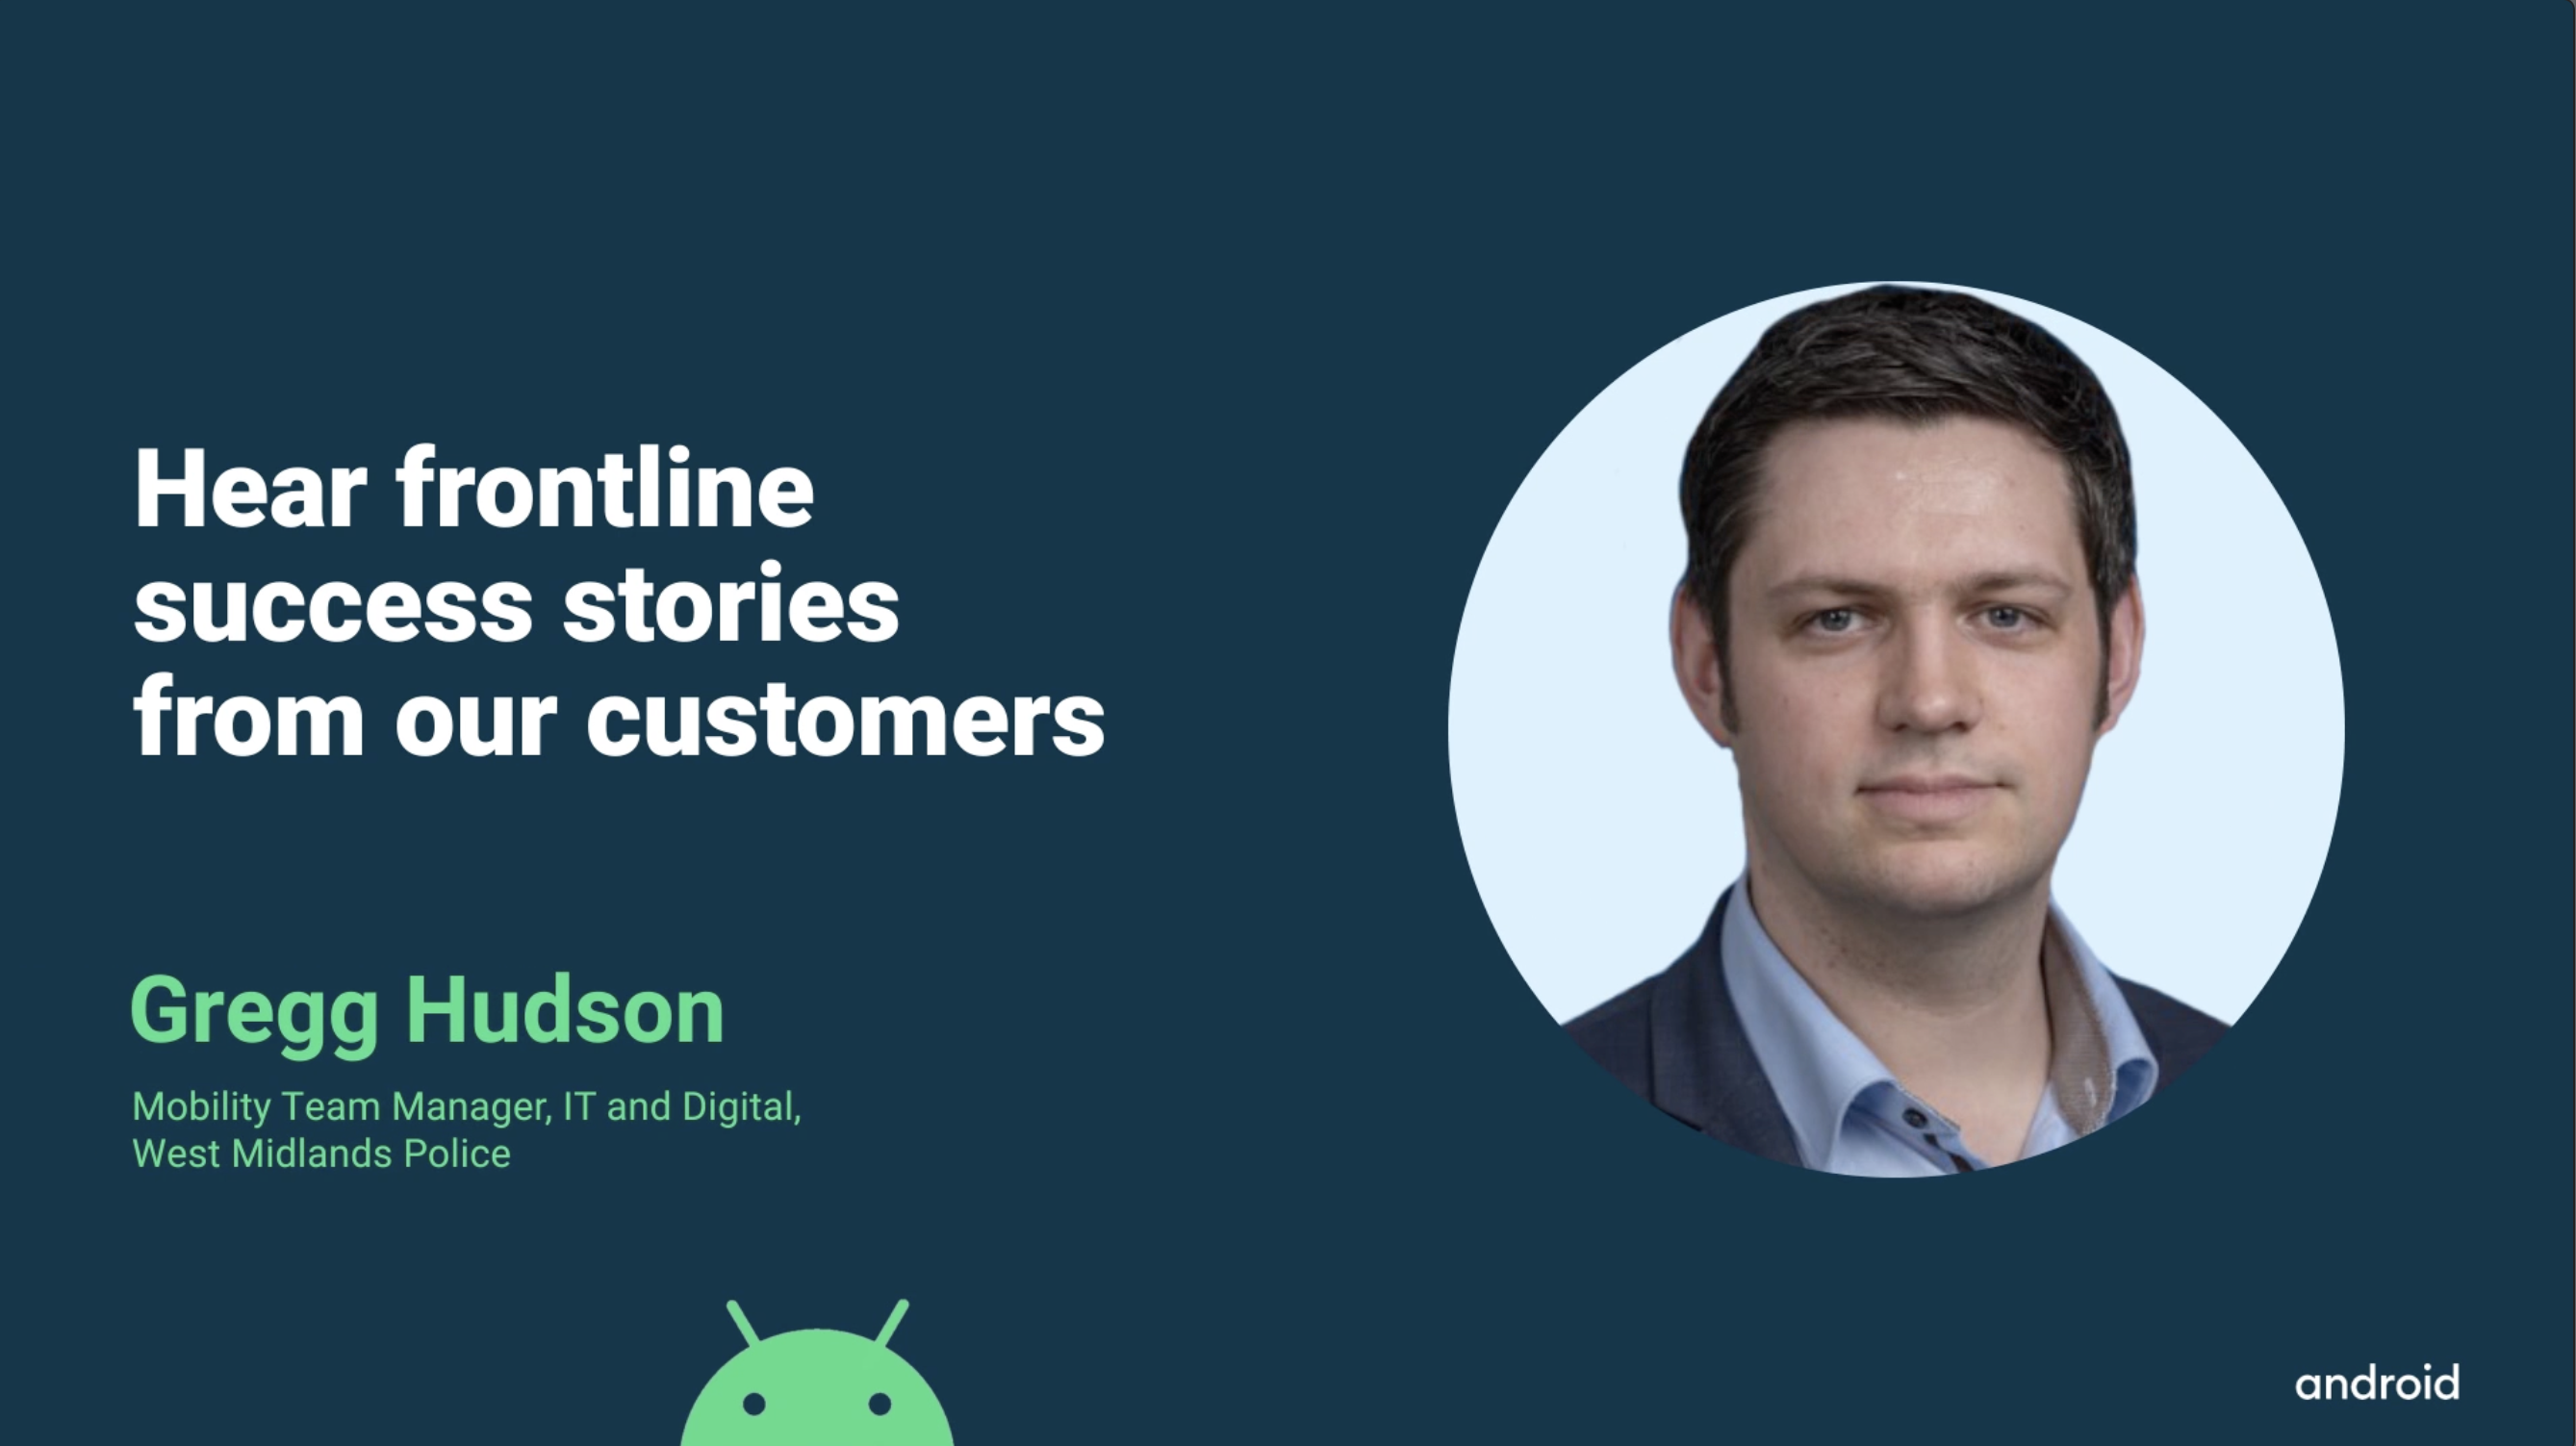 Hear frontline
success stories
from our customers
Gregg Hudson
Mobility Team Manager, IT and Digital,
West Midlands Police
android